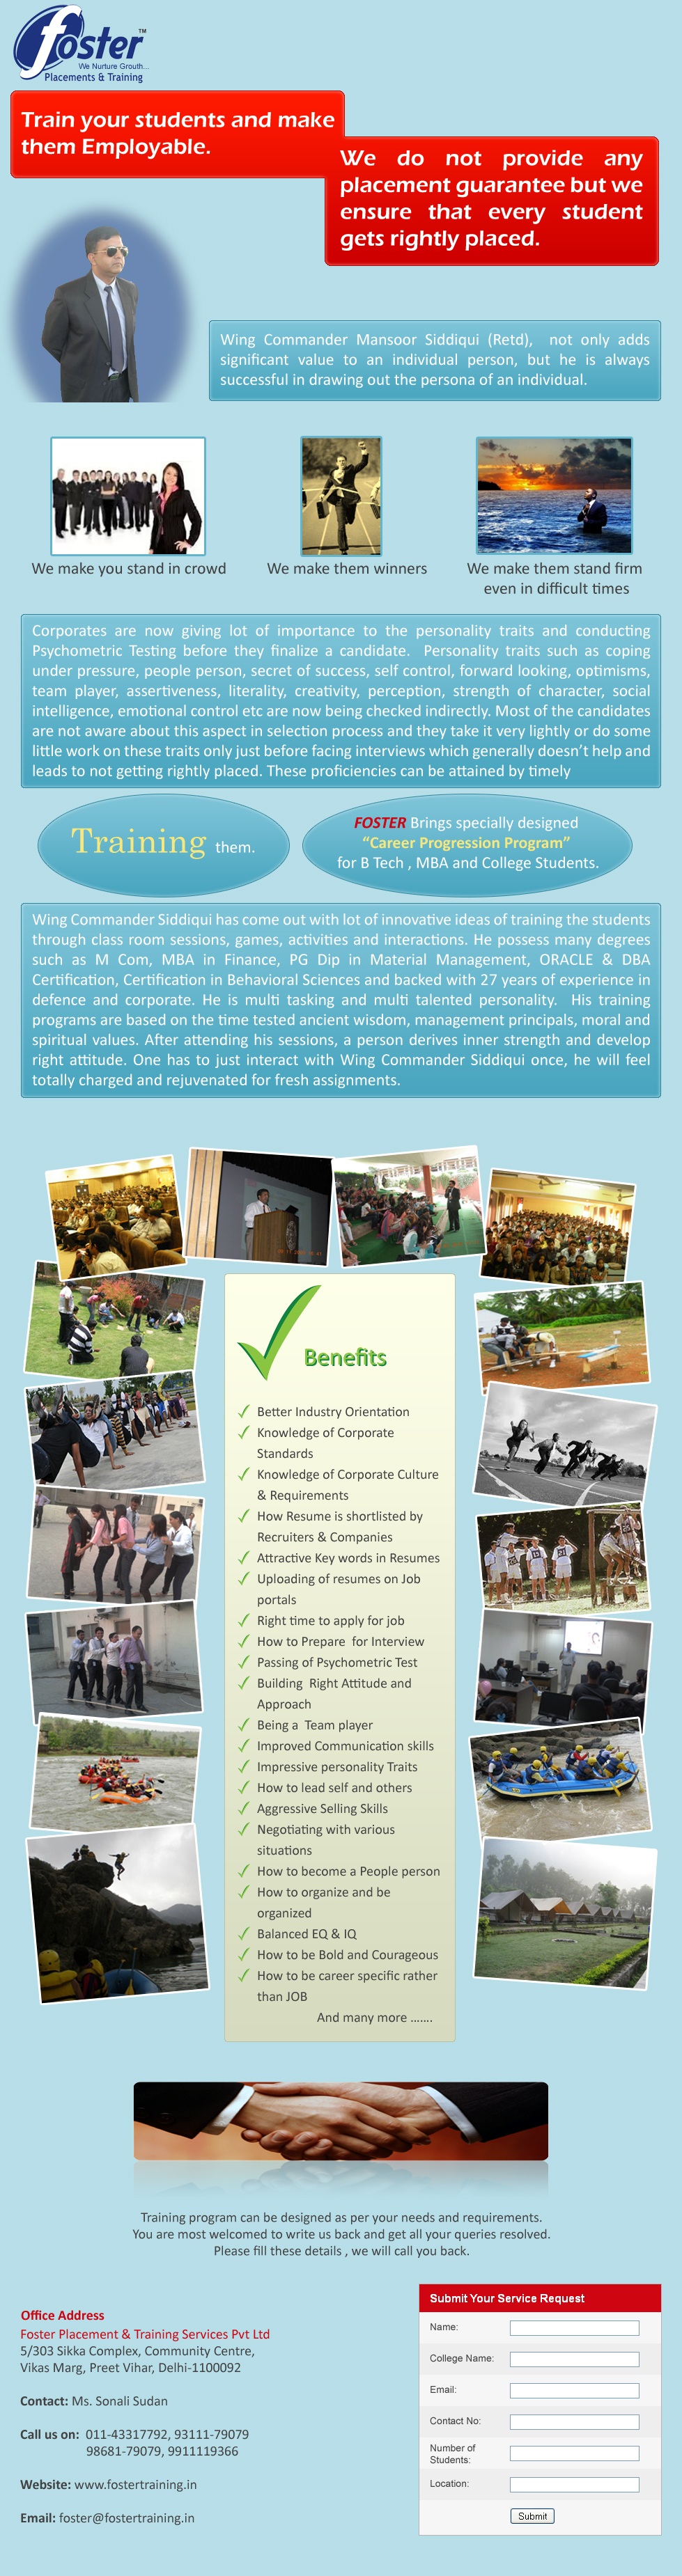 foster™
We Nurture Grouth...
Placements & Training
Train your students and make
them Employable.
We do not provide any
placement guarantee but we
ensure that every student
gets rightly placed.
Wing Commander Mansoor Siddiqui (Retd), not only adds
significant value to an individual person, but he is always
successful in drawing out the persona of an individual.
We make you stand in crowd
We make them winners
We make them stand firm
even in difficult times
Corporates are now giving lot of importance to the personality traits and conducting
Psychometric Testing before they finalize a candidate. Personality traits such as coping
under pressure, people person, secret of success, self control, forward looking, optimisms,
team player, assertiveness, literality, creativity, perception, strength of character, social
intelligence, emotional control etc are now being checked indirectly. Most of the candidates
are not aware about this aspect in selection process and they take it very lightly or do some
little work on these traits only just before facing interviews which generally doesn't help and
leads to not getting rightly placed. These proficiencies can be attained by timely
Training them.
FOSTER Brings specially designed
“Career Progression Program”
for B Tech , MBA and College Students.
Wing Commander Siddiqui has come out with lot of innovative ideas of training the students
through class room sessions, games, activities and interactions. He possess many degrees
such as M Com, MBA in Finance, PG Dip in Material Management, ORACLE & DBA
Certification, Certification in Behavioral Sciences and backed with 27 years of experience in
defence and corporate. He is multi tasking and multi talented personality. His training
programs are based on the time tested ancient wisdom, management principals, moral and
spiritual values. After attending his sessions, a person derives inner strength and develop
right attitude. One has to just interact with Wing Commander Siddiqui once, he will feel
totally charged and rejuvenated for fresh assignments.
Benefits
Better Industry Orientation
Knowledge of Corporate
Standards
Knowledge of Corporate Culture
& Requirements
How Resume is shortlisted by
Recruiters & Companies
Attractive Key words in Resumes
Uploading of resumes on Job
portals
Right time to apply for job
How to Prepare for Interview
Passing of Psychometric Test
Building Right Attitude and
Approach
Being a Team player
Improved Communication skills
Impressive personality Traits
How to lead self and others
Aggressive Selling Skills
Negotiating with various
situations
How to become a People person
How to organize and be
organized
Balanced EQ & IQ
How to be Bold and Courageous
How to be career specific rather
than JOB
And many more .......
Training program can be designed as per your needs and requirements.
You are most welcomed to write us back and get all your queries resolved.
Please fill these details , we will call you back.
Office Address
Foster Placement & Training Services Pvt Ltd
5/303 Sikka Complex, Community Centre,
Vikas Marg, Preet Vihar, Delhi-1100092
Contact: Ms. Sonali Sudan
Call us on: 011-43317792, 93111-79079
98681-79079, 9911119366
Website: www.fostertraining.in
Email: foster@fostertraining.in
Submit Your Service Request
Name:
College Name:
Email:
Contact No:
Number of
Students:
Location:
Submit